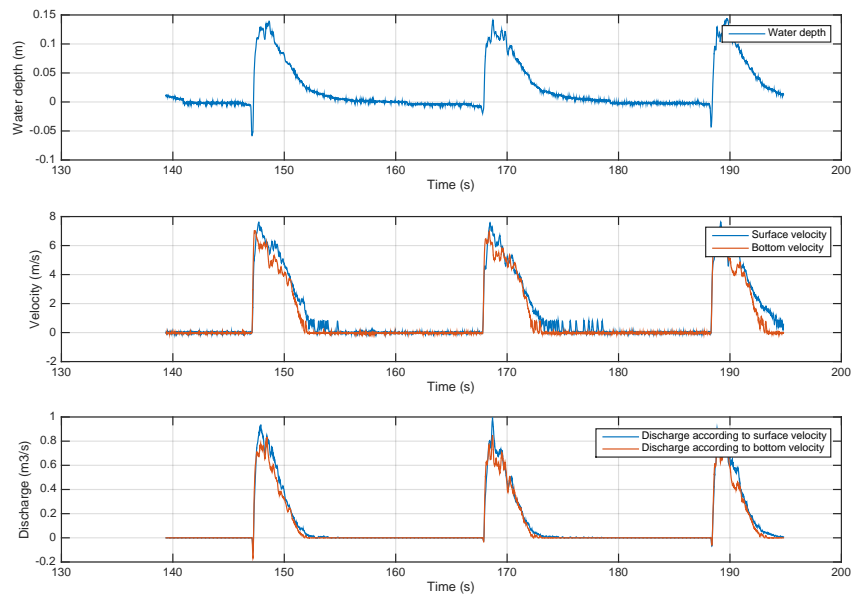 0.15
0.1
0.05
0
-0.05
-0.1
Water depth (m)
Water depth
130 140 150 160 170 180 190 200
Time (s)
8
6
4
2
0
-2
Velocity (m/s)
Surface velocity
Bottom velocity
130 140 150 160 170 180 190 200
Time (s)
1
0.8
0.6
0.4
0.2
0
-0.2
Discharge (m3/s)
Discharge according to surface velocity
Discharge according to bottom velocity
130 140 150 160 170 180 190 200
Time (s)